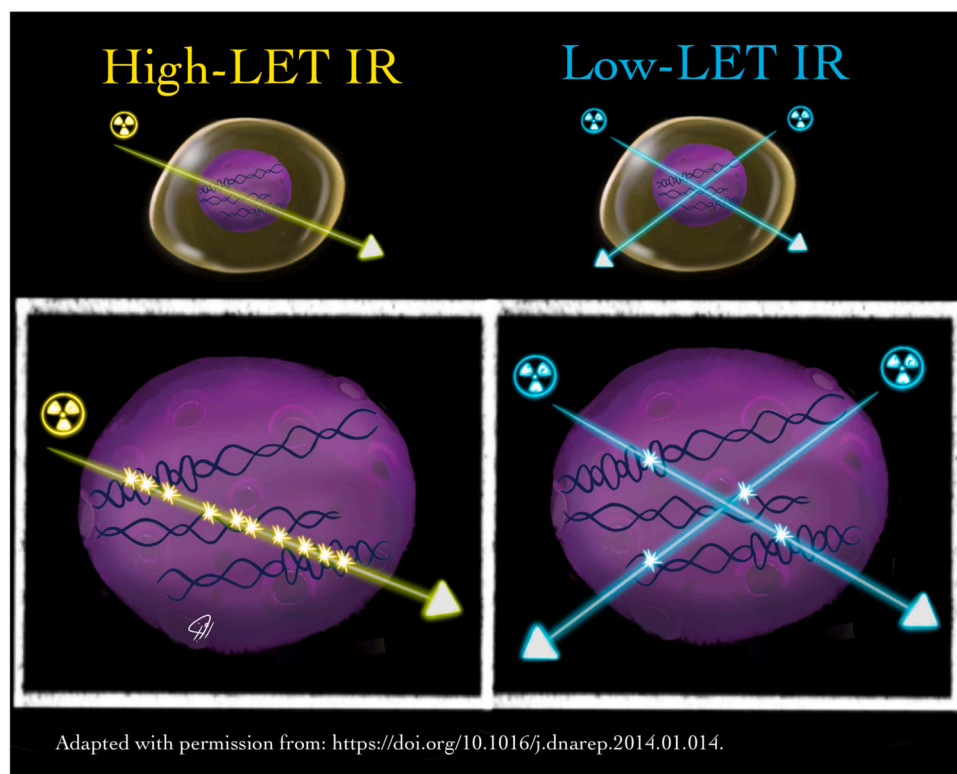 High-LET IR
Low-LET IR
Adapted with permission from: https://doi.org/10.1016/j.dnarep.2014.01.014.